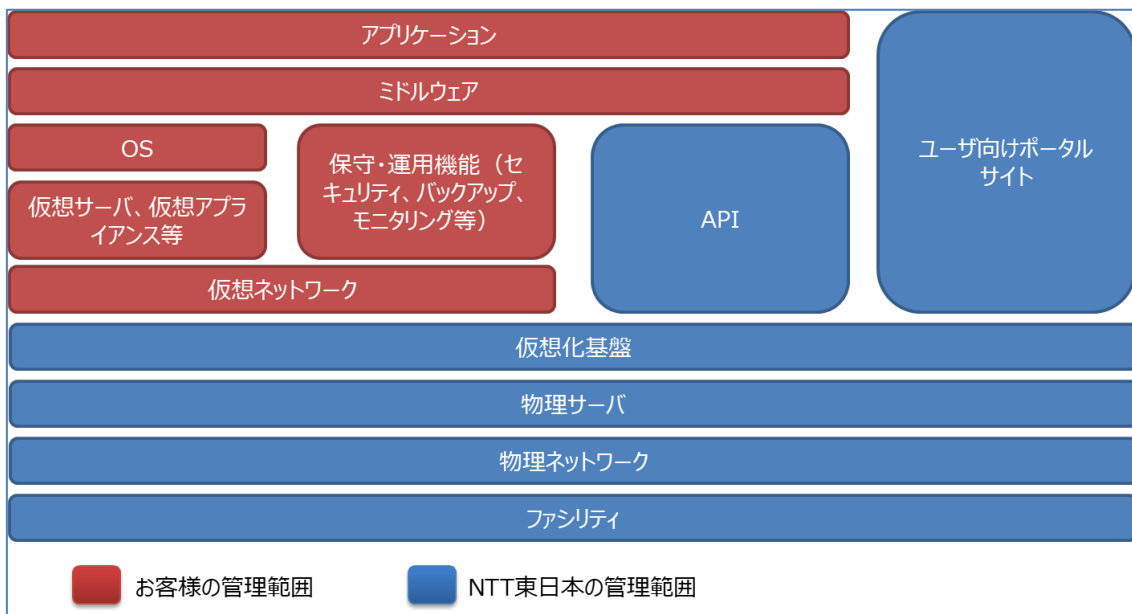 アプリケーション
ミドルウェア
OS
仮想サーバ、仮想アプラ
イアンス等
保守・運用機能（セ
キュリティ、バックアップ、
モニタリング等）
API
ユーザ向けポータル
サイト
仮想ネットワーク
仮想化基盤
物理サーバ
物理ネットワーク
ファシリティ
お客様の管理範囲
NTT東日本の管理範囲